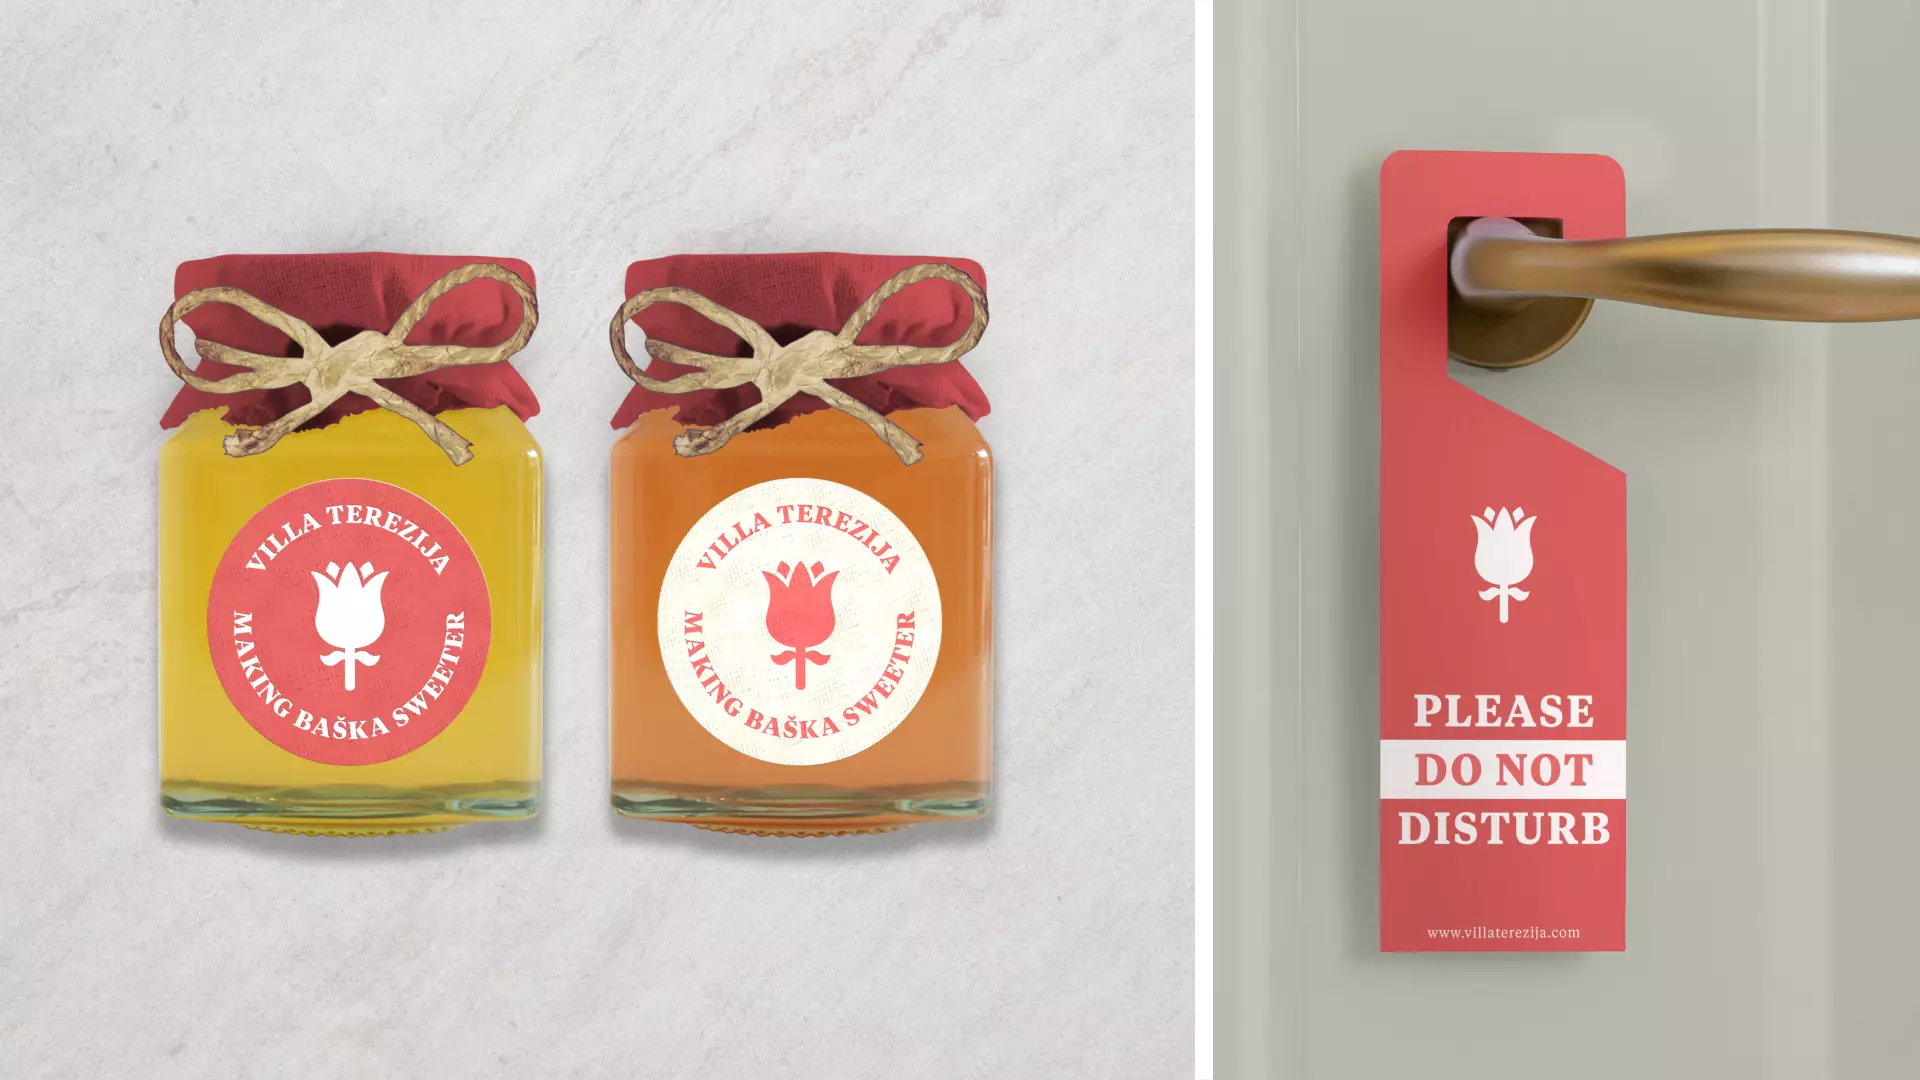 VILLA TEREZIJA
MAKING BAŠKA SWEETER
VILLA TEREZIJA
MAKING BAŠKA SWEETER
PLEASE
DO NOT
DISTURB
www.villaterezija.com